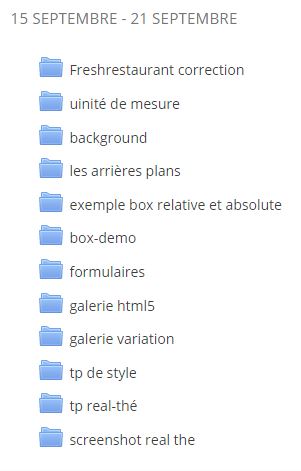 15 SEPTEMBRE - 21 SEPTEMBRE
Freshrestaurant correction
uinité de mesure
background
les arrières plans
exemple box relative et absolute
box-demo
formulaires
galerie html5
galerie variation
tp de style
tp real-thé
screenshot real the